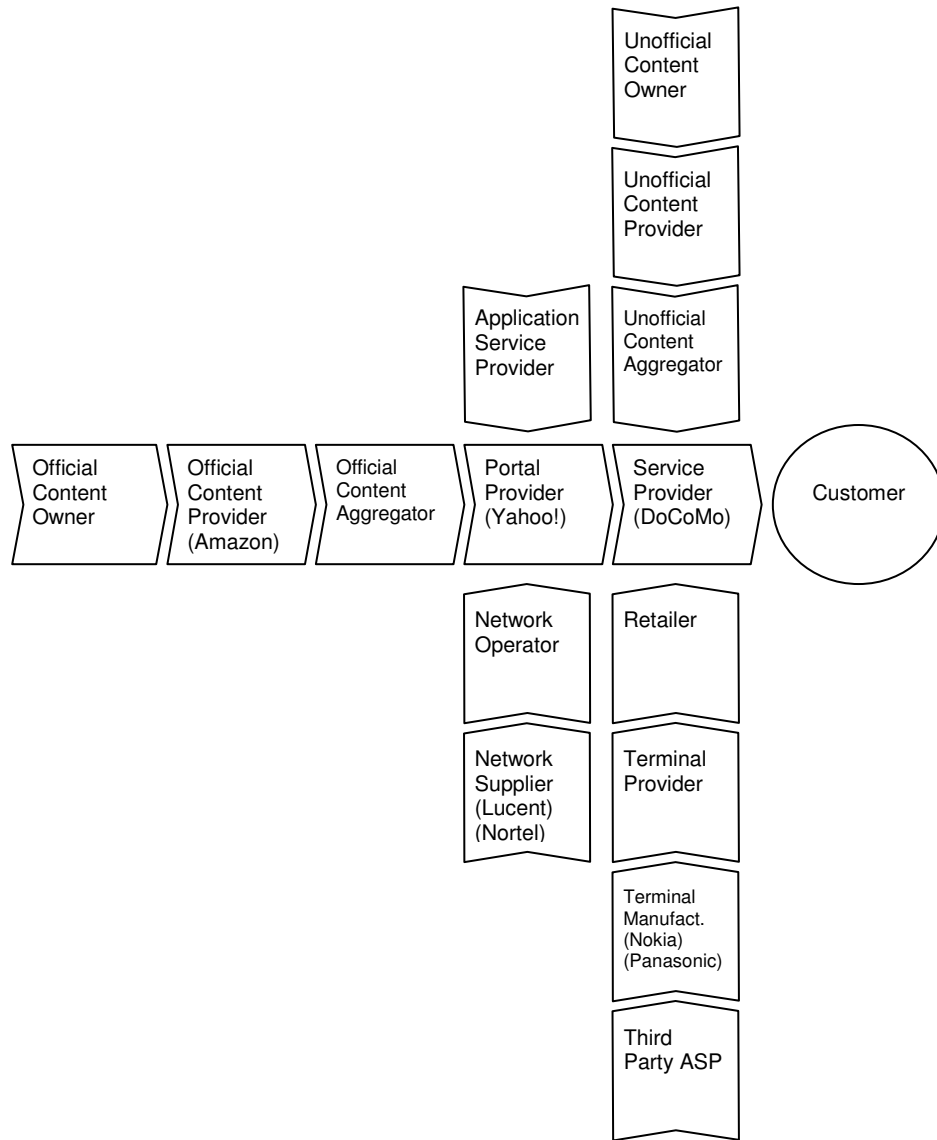 Unofficial
Content
Owner
Unofficial
Content
Provider
Application
Service
Provider
Unofficial
Content
Aggregator
Official
Content
Owner
Official
Content
Provider
(Amazon)
Official
Content
Aggregator
Portal
Provider
(Yahoo!)
Service
Provider
(DoCoMo)
Customer
Network
Operator
Retailer
Network
Supplier
(Lucent)
(Nortel)
Terminal
Provider
Terminal
Manufact.
(Nokia)
(Panasonic)
Third
Party ASP